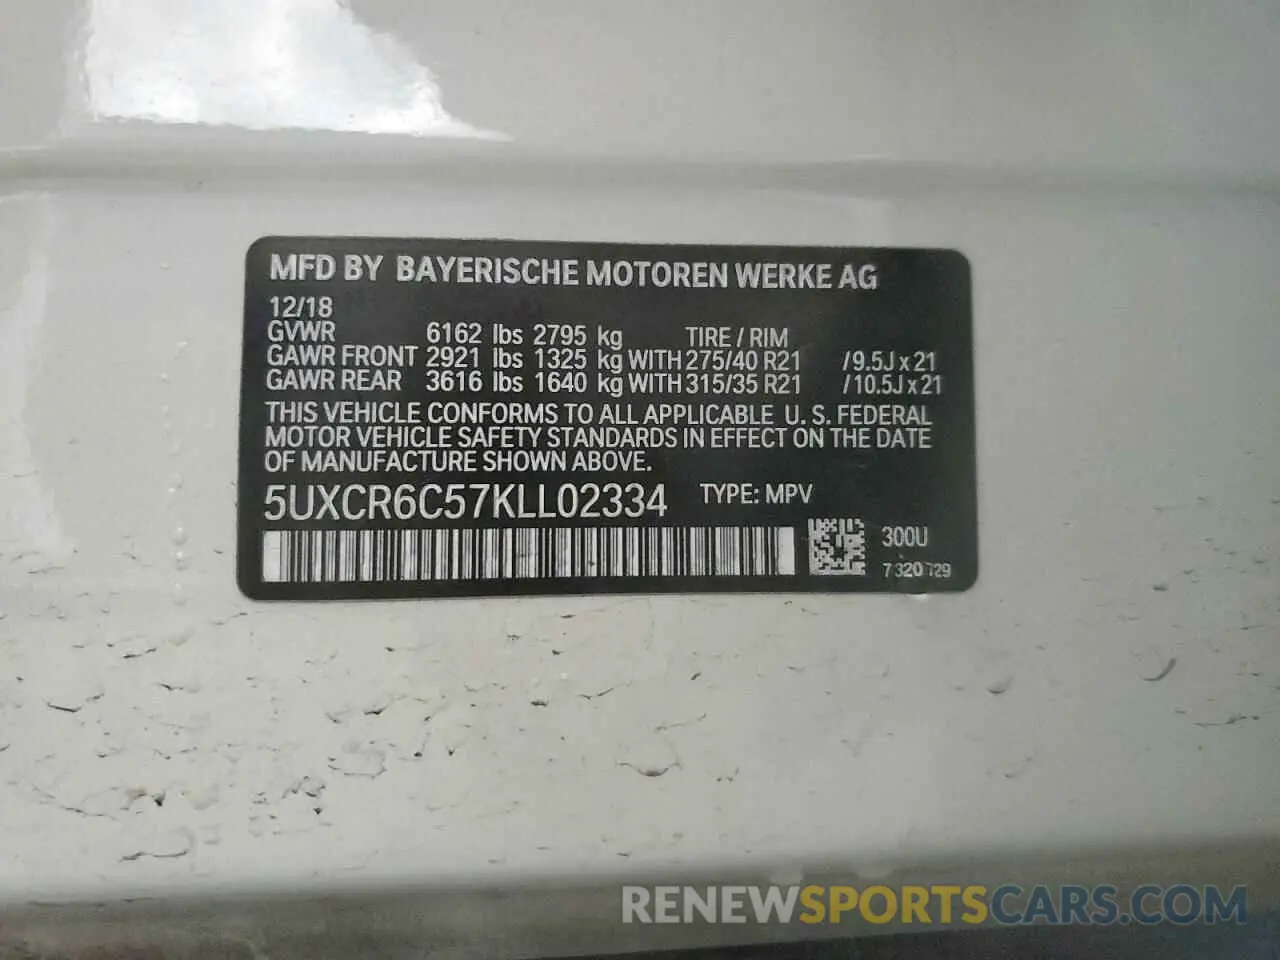 MFD BY BAYERISCHE MOTOREN WERKE AG
12/18
GVWR 6162 lbs 2795 kg TIRE / RIM
GAWR FRONT 2921 lbs 1325 kg WITH 275/40 R21 /9.5J x 21
GAWR REAR 3616 lbs 1640 kg WITH 315/35 R21 /10.5J x 21
THIS VEHICLE CONFORMS TO ALL APPLICABLE U. S. FEDERAL
MOTOR VEHICLE SAFETY STANDARDS IN EFFECT ON THE DATE
OF MANUFACTURE SHOWN ABOVE.
5UXCR6C57KLL02334 TYPE: MPV
300U
RENEWSPORTSCARS.COM